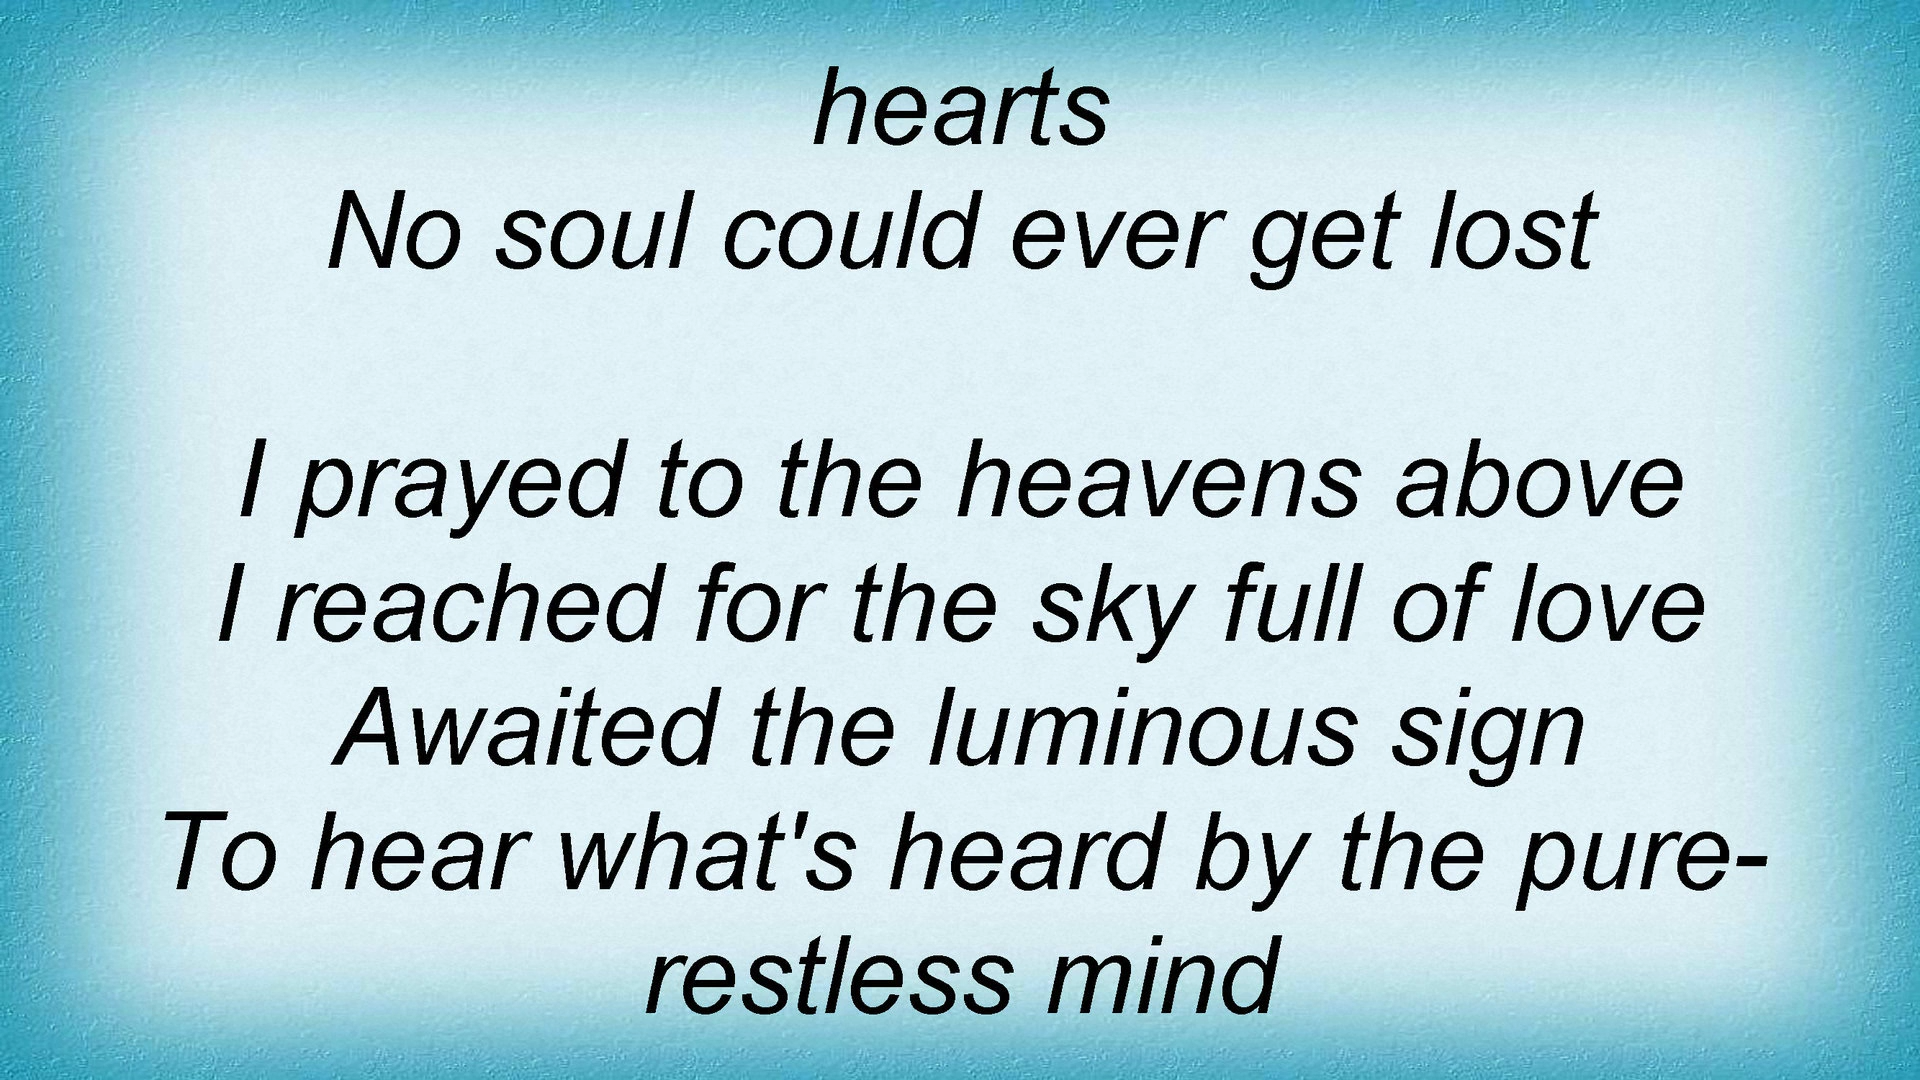 hearts
No soul could ever get lost
I prayed to the heavens above
I reached for the sky full of love
Awaited the luminous sign
To hear what's heard by the pure-
restless mind